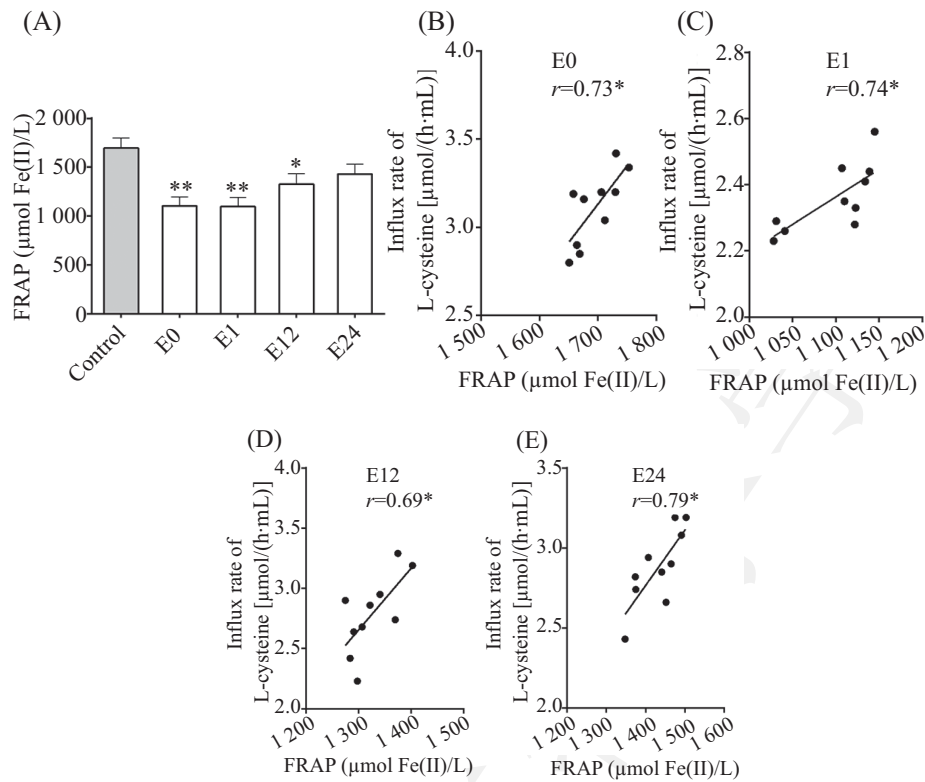 (A)
FRAP (µmol Fe(II)/L)
2 000
1 500
1 000
500
0
**
**
*
Control
E0
E1
E12
E24
(B)
Influx rate of
L-cysteine [µmol/(h·mL)]
4.0
3.5
3.0
2.5
E0
r=0.73*
1 500
1 600
1 700
1 800
FRAP (µmol Fe(II)/L)
(C)
Influx rate of
L-cysteine [µmol/(h·mL)]
2.8
2.6
2.4
2.2
2.0
E1
r=0.74*
1 000
1 050
1 100
1 150
1 200
FRAP (µmol Fe(II)/L)
(D)
Influx rate of
L-cysteine [µmol/(h·mL)]
4.0
3.5
3.0
2.5
2.0
E12
r=0.69*
1 200
1 300
1 400
1 500
FRAP (µmol Fe(II)/L)
(E)
Influx rate of
L-cysteine [µmol/(h·mL)]
3.5
3.0
2.5
2.0
E24
r=0.79*
1 200
1 300
1 400
1 500
1 600
FRAP (µmol Fe(II)/L)